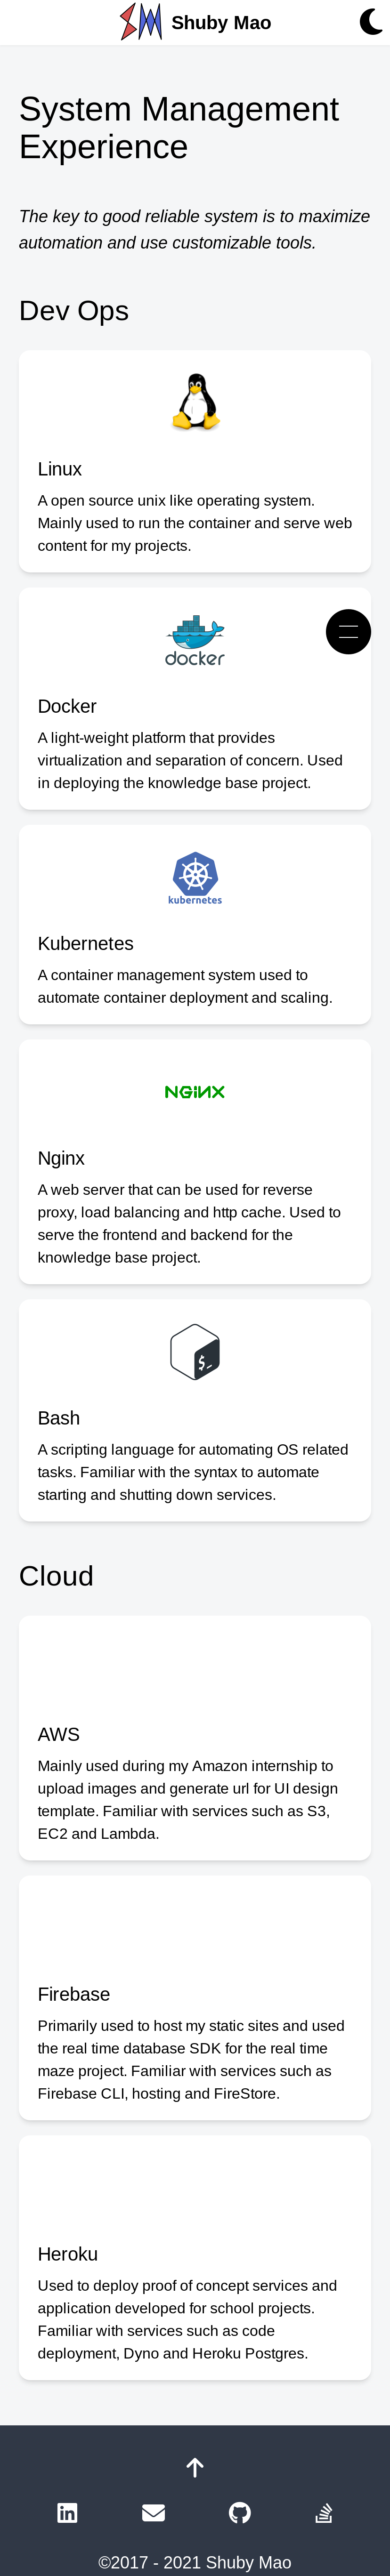 Shuby Mao
System Management
Experience
The key to good reliable system is to maximize
automation and use customizable tools.
Dev Ops
Linux
A open source unix like operating system.
Mainly used to run the container and serve web
content for my projects.
docker
Docker
A light-weight platform that provides
virtualization and separation of concern. Used
in deploying the knowledge base project.
kubernetes
Kubernetes
A container management system used to
automate container deployment and scaling.
NGINX
Nginx
A web server that can be used for reverse
proxy, load balancing and http cache. Used to
serve the frontend and backend for the
knowledge base project.
$_
Bash
A scripting language for automating OS related
tasks. Familiar with the syntax to automate
starting and shutting down services.
Cloud
AWS
Mainly used during my Amazon internship to
upload images and generate url for UI design
template. Familiar with services such as S3,
EC2 and Lambda.
Firebase
Primarily used to host my static sites and used
the real time database SDK for the real time
maze project. Familiar with services such as
Firebase CLI, hosting and FireStore.
Heroku
Used to deploy proof of concept services and
application developed for school projects.
Familiar with services such as code
deployment, Dyno and Heroku Postgres.
in
©2017 - 2021 Shuby Mao